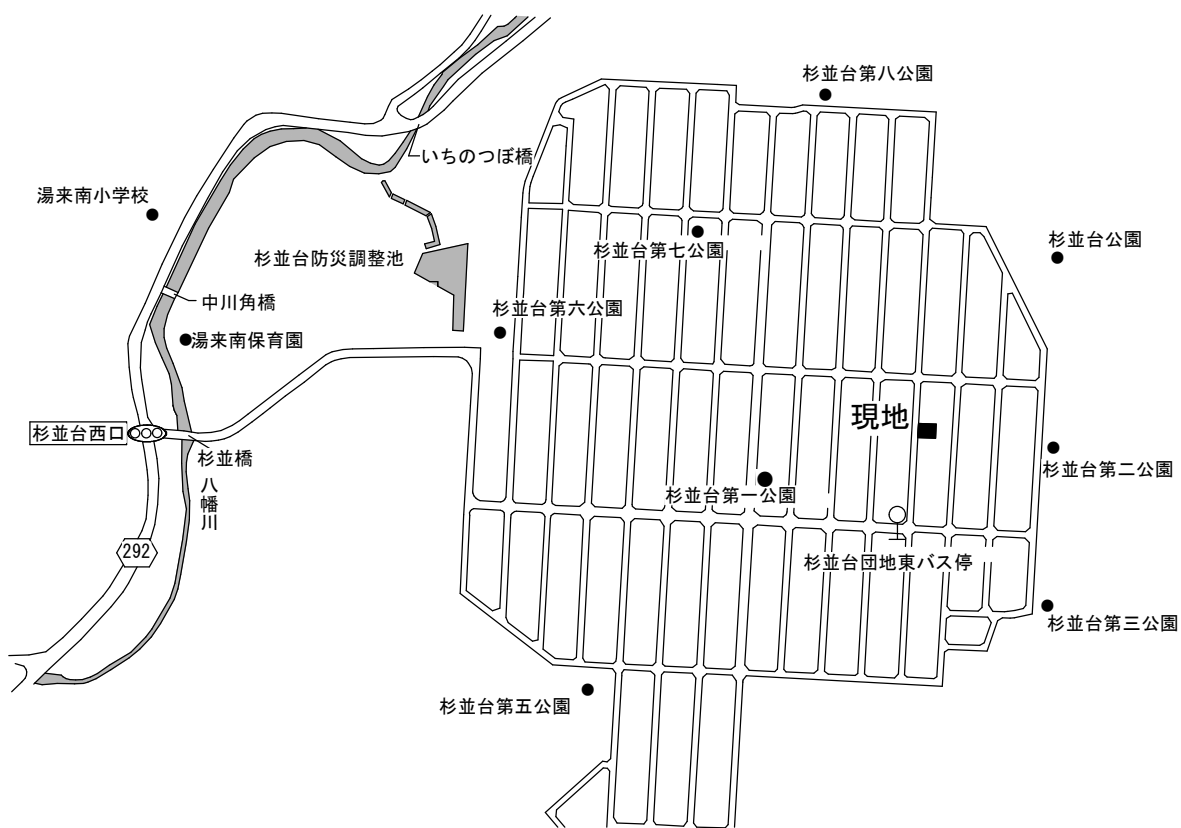 杉並台第八公園
いちのつぼ橋
湯来南小学校
杉並台第七公園
杉並台公園
杉並台防災調整池
中川角橋
杉並台第六公園
湯来南保育園
現地
杉並台西口
杉並橋
杉並台第二公園
八幡川
杉並台第一公園
292
杉並台団地東バス停
杉並台第三公園
杉並台第五公園